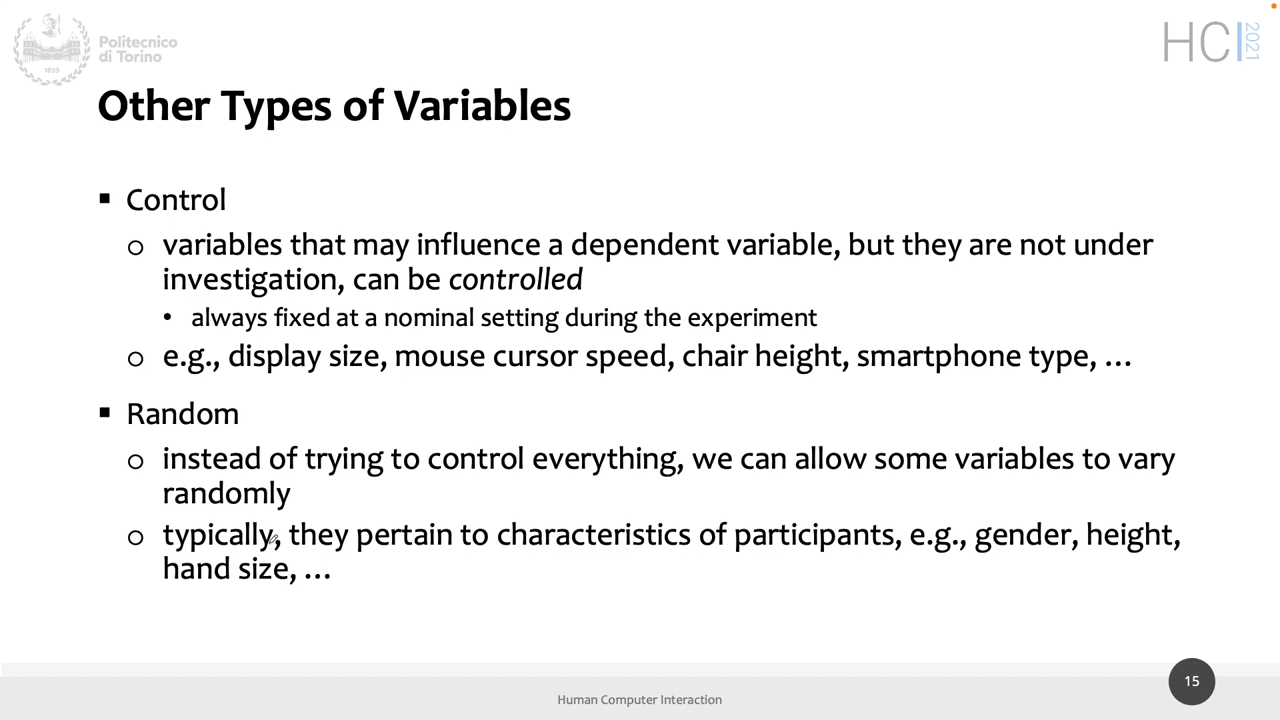 Politecnico
di Torino
1859
HCI 2021
Other Types of Variables
▪ Control
o variables that may influence a dependent variable, but they are not under
investigation, can be controlled
• always fixed at a nominal setting during the experiment
o e.g., display size, mouse cursor speed, chair height, smartphone type, …
▪ Random
o instead of trying to control everything, we can allow some variables to vary
randomly
o typically, they pertain to characteristics of participants, e.g., gender, height,
hand size, …
Human Computer Interaction
15